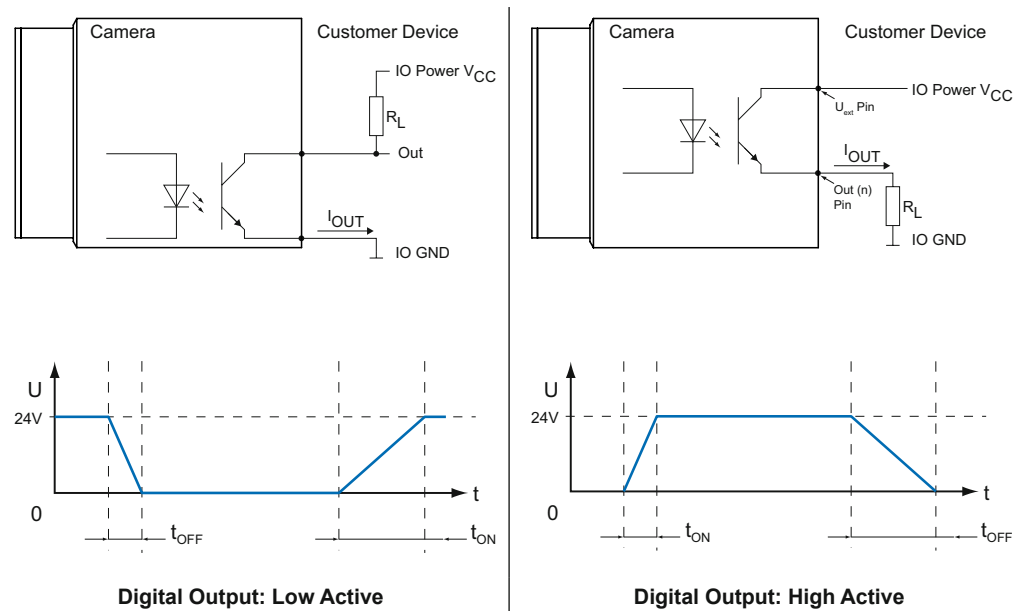 Camera
Customer Device
IO Power VCC
RL
Out
IOUT
IO GND
U
24V
0
t
tOFF
tON
Digital Output: Low Active
Camera
Customer Device
IO Power VCC
Uext Pin
IOUT
Out (n)
Pin
RL
IO GND
U
24V
0
t
tON
tOFF
Digital Output: High Active